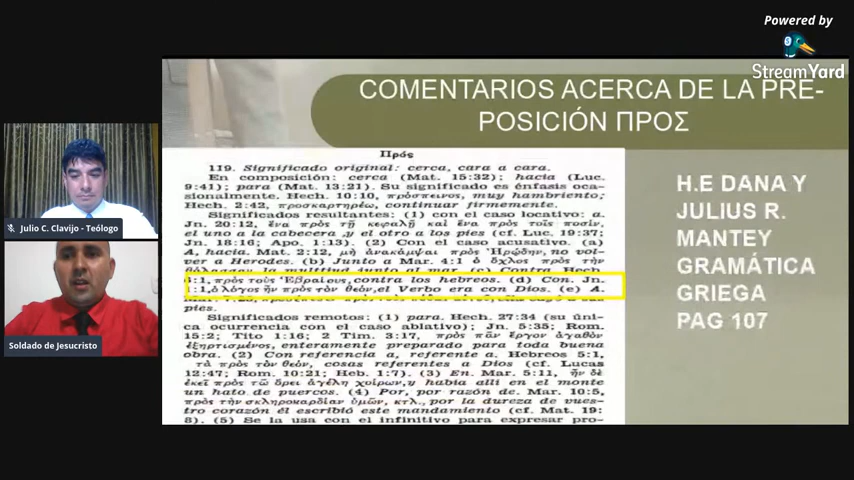 Powered by
StreamYard
COMENTARIOS ACERCA DE LA PRE-
POSICIÓN ΠΡΟΣ
Πρός
119. Significado original: cerca, cara a cara.
En composición: cerca (Mat. 15:32); hacia (Luc.
9:41); para (Mat. 13:21). Su significado es énfasis oca-
sionalmente. Hech. 10:10, πρόσπεινος, muy hambriento;
Hech. 2:42, προσκαρτηρέω, continuar firmemente.
Significados resultantes: (1) con el caso locativo: a.
Jn. 20:12, ἕνα πρὸς τῇ κεφαλῇ καὶ ἕνα πρὸς τοῖς ποσίν,
el uno a la cabecera, y el otro a los pies (cf. Luc. 19:37;
Jn. 18:16; Apo. 1:13). (2) Con el caso acusativo. (a)
A, hacia. Mat. 2:12, μὴ ἀνακάμψαι πρὸς Ἡρώδην, no vol-
ver a Herodes. (b) Junto a Mar. 4:1 ὁ ὄχλος πρὸς τὴν
la multitud junto al mar. (c) Contra Hech
πρὸς τοὺς Ἑβραίους, contra los hebreos. (d) Con. Jn.
1:1, ὁ λόγος ἦν πρὸς τὸν θεόν, el Verbo era con Dios. (e) A.
pies.
Significados remotos: (1) para. Hech. 27:34 (su úni-
ca ocurrencia con el caso ablativo); Jn. 5:35; Rom.
15:2; Tito 1:16; 2 Tim. 3:17, πρὸς πᾶν ἔργον ἀγαθὸν
ἐξηρτισμένος, enteramente preparado para toda buena
obra. (2) Con referencia a, referente a. Hebreos 5:1,
τὰ πρὸς τὸν θεόν, cosas referentes a Dios (cf. Lucas
12:47; Rom. 10:21; Heb. 1:7). (3) En. Mar. 5:11, ἦν δὲ
ἐκεῖ πρὸς τῷ ὄρει ἀγέλη χοίρων, y había allí en el monte
un hato de puercos. (4) Por, por razón de. Mar. 10:5,
πρὸς τὴν σκληροκαρδίαν ὑμῶν, κτλ., por la dureza de vues-
tro corazón él escribió este mandamiento (cf. Mat. 19:
8). (5) Se la usa con el infinitivo para expresar pro-
H.E DANA Y
JULIUS R.
MANTEY
GRAMÁTICA
GRIEGA
PAG 107
Julio C. Clavijo - Teólogo
Soldado de Jesucristo